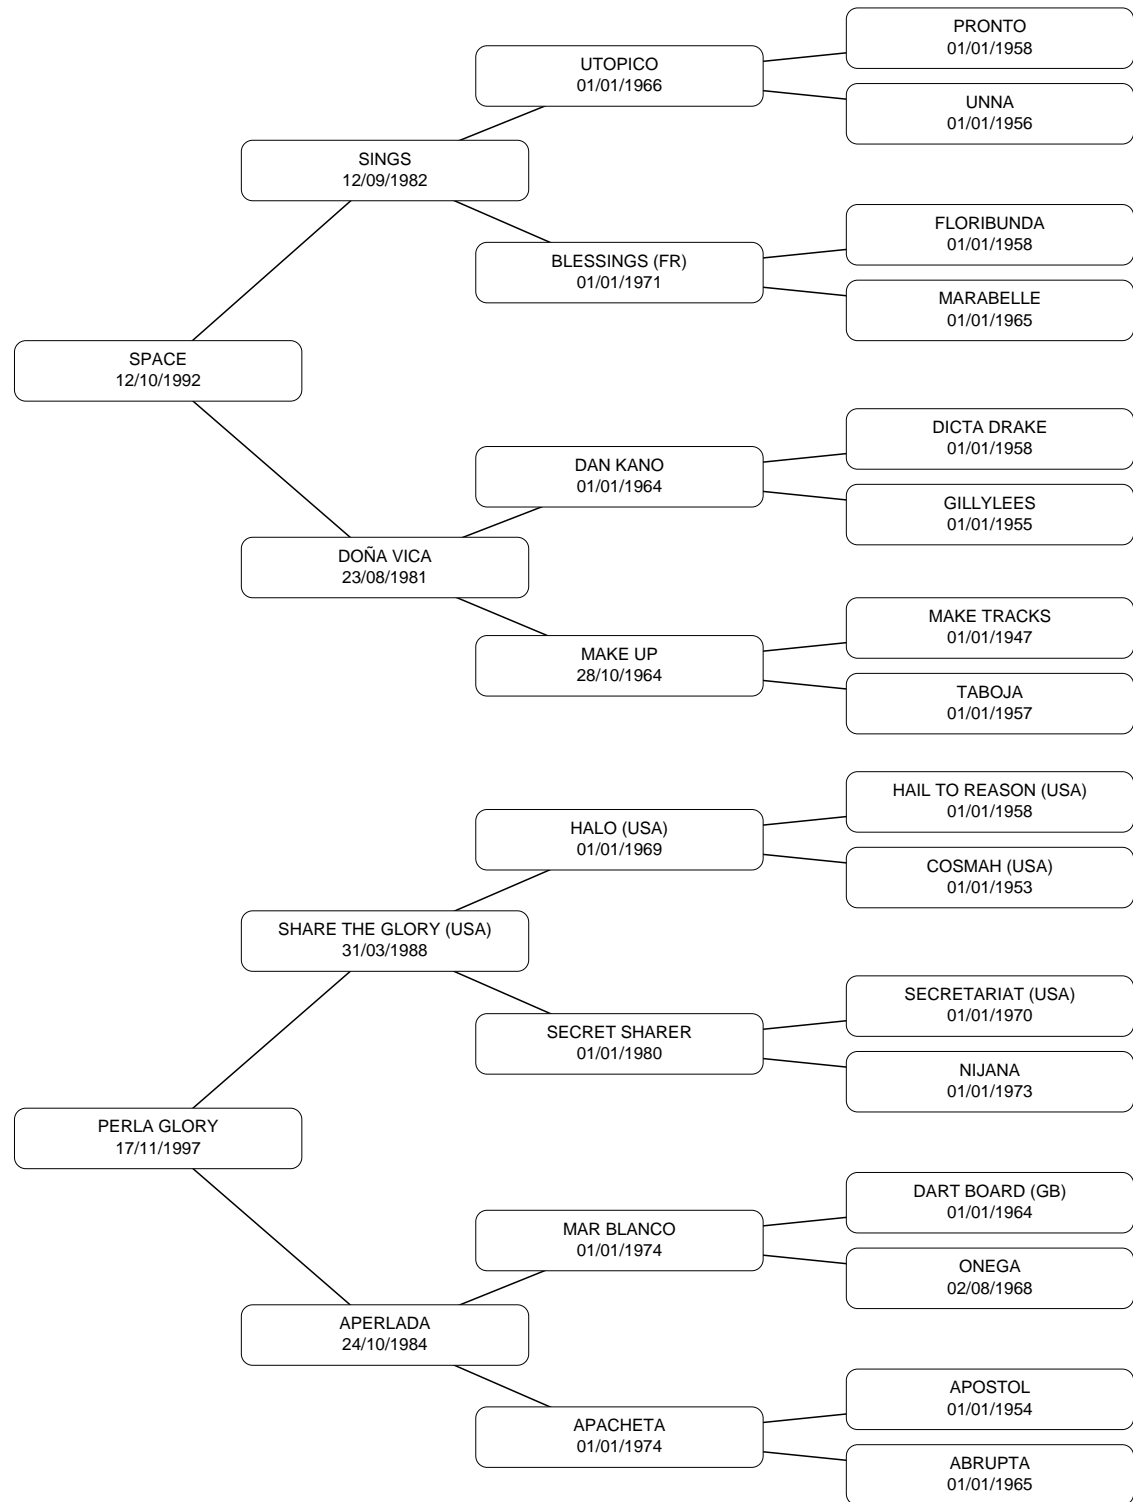 PRONTO
01/01/1958
UTOPICO
01/01/1966
UNNA
01/01/1956
SINGS
12/09/1982
FLORIBUNDA
01/01/1958
BLESSINGS (FR)
01/01/1971
MARABELLE
01/01/1965
SPACE
12/10/1992
DICTA DRAKE
01/01/1958
DAN KANO
01/01/1964
GILLYLEES
01/01/1955
DOÑA VICA
23/08/1981
MAKE TRACKS
01/01/1947
MAKE UP
28/10/1964
TABOJA
01/01/1957
HAIL TO REASON (USA)
01/01/1958
HALO (USA)
01/01/1969
COSMAH (USA)
01/01/1953
SHARE THE GLORY (USA)
31/03/1988
SECRETARIAT (USA)
01/01/1970
SECRET SHARER
01/01/1980
NIJANA
01/01/1973
PERLA GLORY
17/11/1997
DART BOARD (GB)
01/01/1964
MAR BLANCO
01/01/1974
ONEGA
02/08/1968
APERLADA
24/10/1984
APOSTOL
01/01/1954
APACHETA
01/01/1974
ABRUPTA
01/01/1965